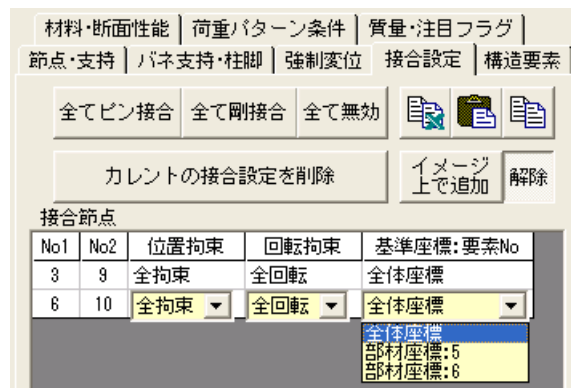 材料・断面性能 荷重パターン条件 質量・注目フラグ
節点・支持 バネ支持・柱脚 強制変位 接合設定 構造要素
全てピン接合 全て剛接合 全て無効
カレントの接合設定を削除 イメージ
上で追加 解除
接合節点
No1 No2 位置拘束 回転拘束 基準座標:要素No
3 9 全拘束 全回転 全体座標
6 10 全拘束 全回転 全体座標
全体座標
部材座標:5
部材座標:6